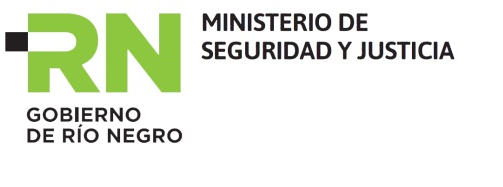 RN
MINISTERIO DE
SEGURIDAD Y JUSTICIA
GOBIERNO
DE RÍO NEGRO